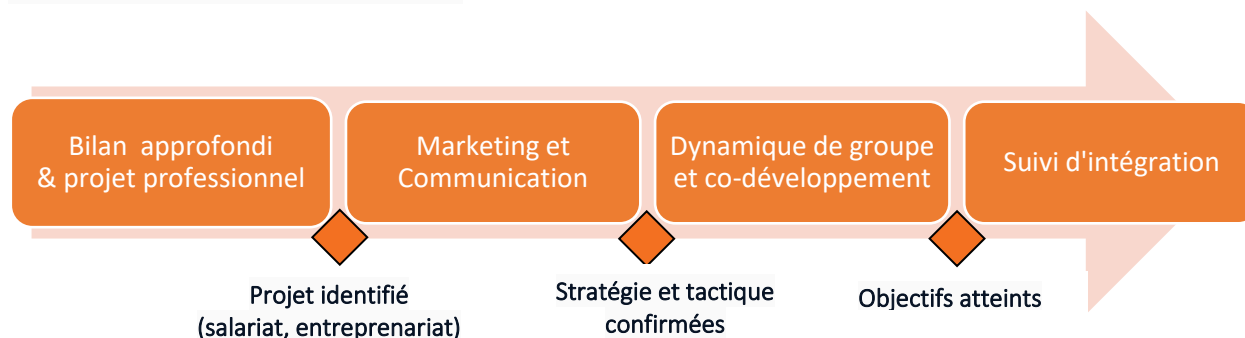 Bilan approfondi
& projet professionnel
Marketing et
Communication
Dynamique de groupe
et co-développement
Suivi d'intégration
Projet identifié
(salariat, entreprenariat)
Stratégie et tactique
confirmées
Objectifs atteints